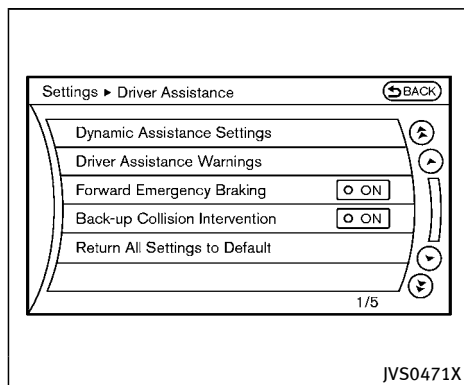 Settings ▸ Driver Assistance
BACK
Dynamic Assistance Settings
Driver Assistance Warnings
Forward Emergency Braking
ON
Back-up Collision Intervention
ON
Return All Settings to Default
1/5
JVS0471X